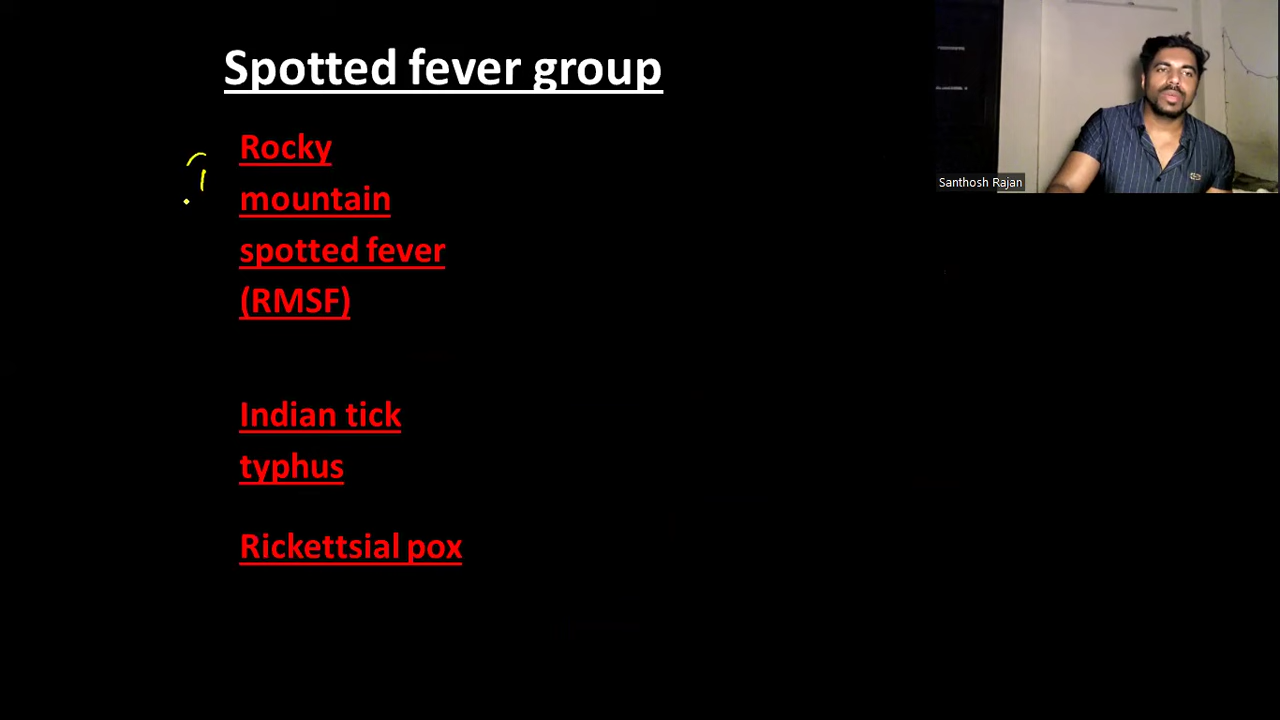 Spotted fever group
Rocky
mountain
spotted fever
(RMSF)
Indian tick
typhus
Rickettsial pox
Santhosh Rajan